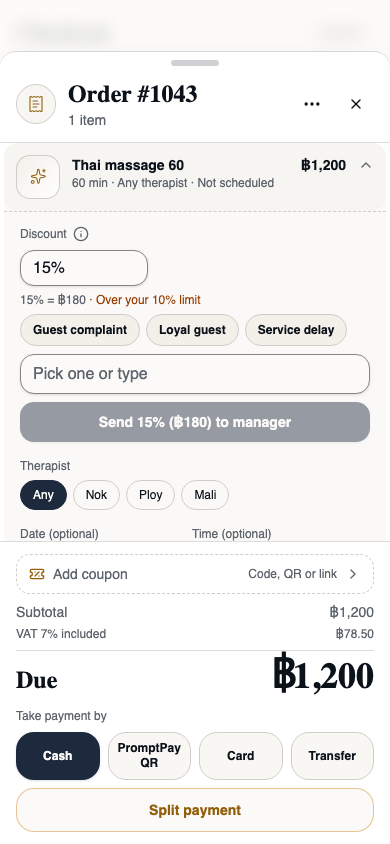 Order #1043
1 item
Thai massage 60
฿1,200
60 min · Any therapist · Not scheduled
Discount
15%
15% = ฿180 · Over your 10% limit
Guest complaint
Loyal guest
Service delay
Pick one or type
Send 15% (฿180) to manager
Therapist
Any
Nok
Ploy
Mali
Date (optional)
Time (optional)
Add coupon
Code, QR or link
Subtotal
฿1,200
VAT 7% included
฿78.50
Due
฿1,200
Take payment by
Cash
PromptPay
QR
Card
Transfer
Split payment